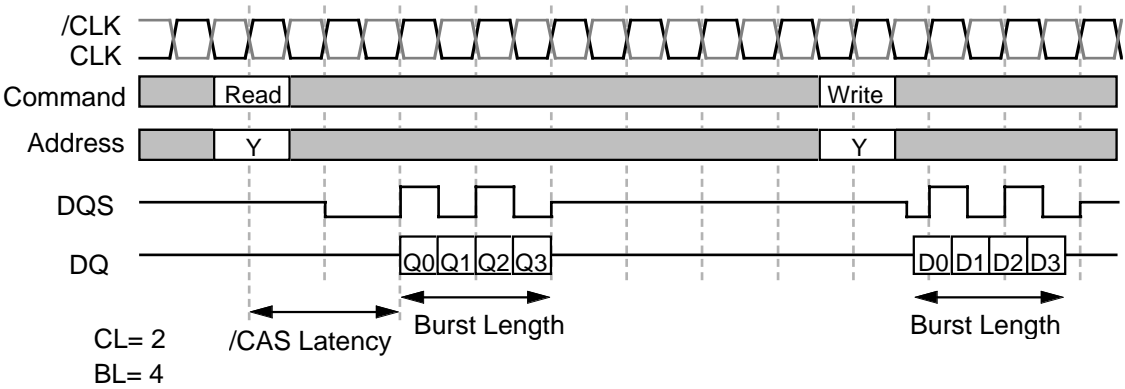 /CLK
CLK
Command Read Write
Address Y Y
DQS
DQ Q0 Q1 Q2 Q3 D0 D1 D2 D3
/CAS Latency Burst Length Burst Length
CL= 2
BL= 4